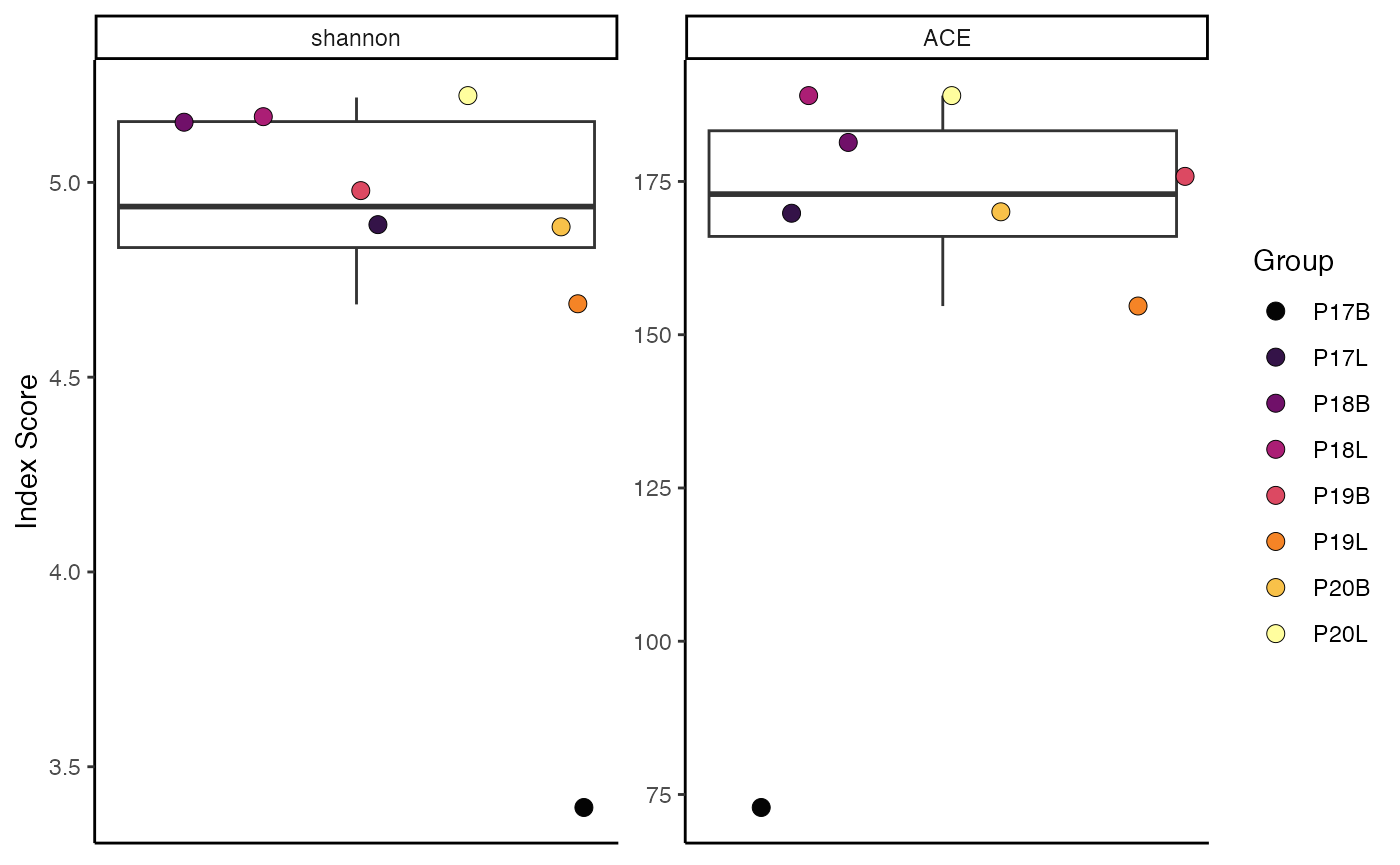 shannon
ACE
Index Score
5.0
4.5
4.0
3.5
175
150
125
100
75
Group
P17B
P17L
P18B
P18L
P19B
P19L
P20B
P20L